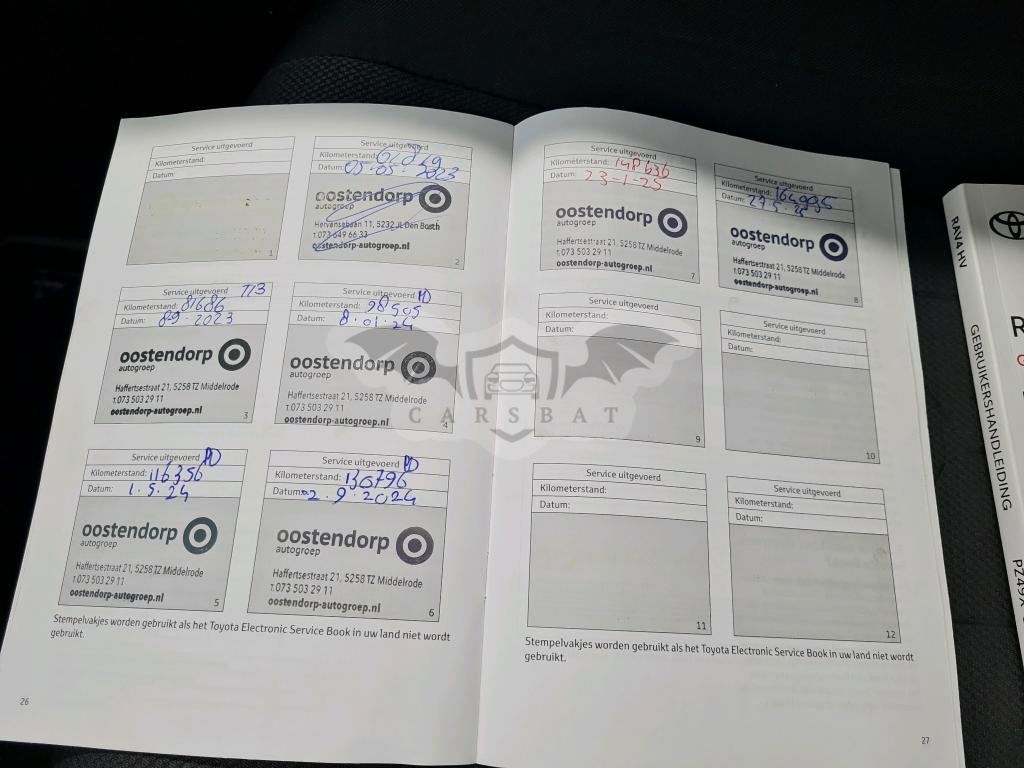 Service uitgevoerd
Kilometerstand:
Datum:
1
Service uitgevoerd
Kilometerstand:
Datum: 05-05-2023
oostendorp
autogroep
Hervensebaan 11, 5232 JL Den Bosch
t.073 649 66 33
oostendorp-autogroep.nl
2
Service uitgevoerd
Kilometerstand: 81686
Datum: 8 9 · 2023
oostendorp
autogroep
Haffertsestraat 21, 5258 TZ Middelrode
t.073 503 29 11
oostendorp-autogroep.nl
3
Service uitgevoerd
Kilometerstand: 98505
Datum: 8·01·24
oostendorp
autogroep
Haffertsestraat 21, 5258 TZ Middelrode
t.073 503 29 11
oostendorp-autogroep.nl
4
Service uitgevoerd
Kilometerstand: 116356
Datum: 1·5·24
oostendorp
autogroep
Haffertsestraat 21, 5258 TZ Middelrode
t.073 503 29 11
oostendorp-autogroep.nl
5
Service uitgevoerd
Kilometerstand: 130796
Datum: 2·9·2024
oostendorp
autogroep
Haffertsestraat 21, 5258 TZ Middelrode
t.073 503 29 11
oostendorp-autogroep.nl
6
Stempelvakjes worden gebruikt als het Toyota Electronic Service Book in uw land niet wordt
gebruikt.
26
Service uitgevoerd
Kilometerstand: 148636
Datum: 23-1-25
oostendorp
autogroep
Haffertsestraat 21, 5258 TZ Middelrode
t.073 503 29 11
oostendorp-autogroep.nl
7
Service uitgevoerd
Kilometerstand: 164995
Datum:
oostendorp
autogroep
Haffertsestraat 21, 5258 TZ Middelrode
t.073 503 29 11
oostendorp-autogroep.nl
8
Service uitgevoerd
Kilometerstand:
Datum:
9
Service uitgevoerd
Kilometerstand:
Datum:
10
Service uitgevoerd
Kilometerstand:
Datum:
11
Service uitgevoerd
Kilometerstand:
Datum:
12
Stempelvakjes worden gebruikt als het Toyota Electronic Service Book in uw land niet wordt
gebruikt.
27
CARSBAT
RAV4 HV
GEBRUIKERSHANDLEIDING